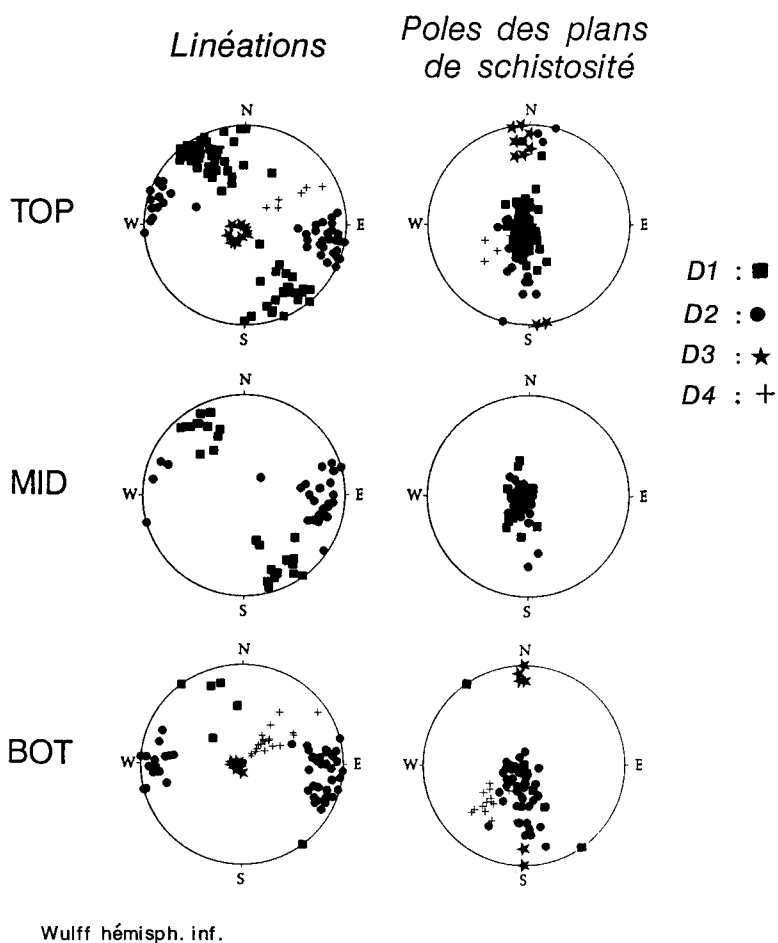 Linéations
Poles des plans
de schistosité
TOP
N
W
E
S
N
W
E
S
D1 : ■
D2 : ●
D3 : ★
D4 : +
MID
N
W
E
S
N
W
E
S
BOT
N
W
E
S
N
W
E
S
Wulff hémisph. inf.